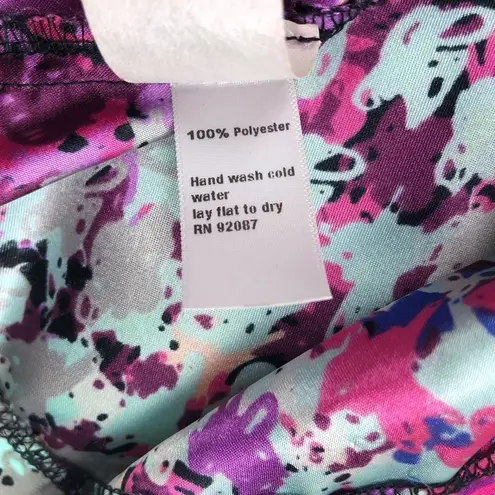 100% Polyester
Hand wash cold
water
lay flat to dry
RN 92087